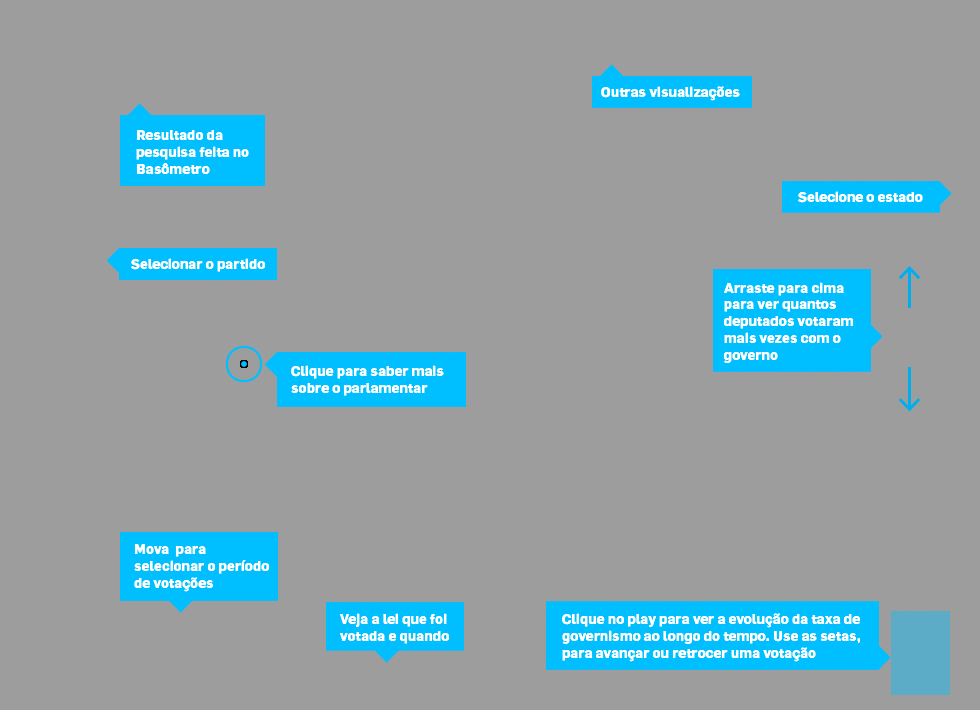 Outras visualizações
Resultado da
pesquisa feita no
Basômetro
Selecione o estado
Selecionar o partido
Arraste para cima
para ver quantos
deputados votaram
mais vezes com o
governo
Clique para saber mais
sobre o parlamentar
Mova para
selecionar o período
de votações
Veja a lei que foi
votada e quando
Clique no play para ver a evolução da taxa de
governismo ao longo do tempo. Use as setas,
para avançar ou retrocer uma votação